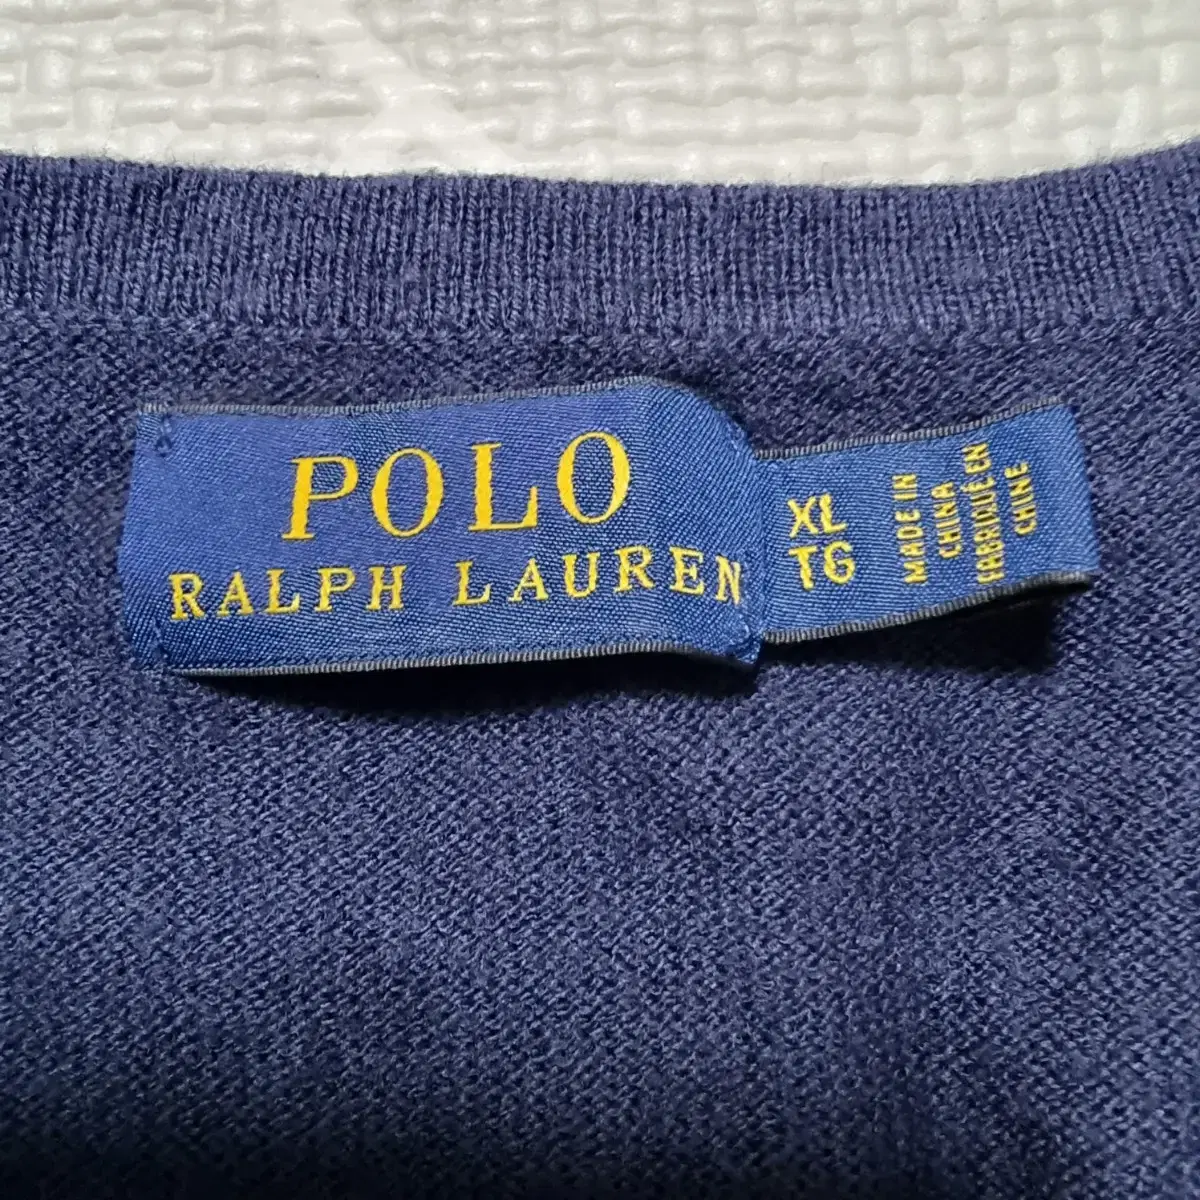 POLO
RALPH LAUREN
XL
TG
MADE IN
CHINA
FABRIQUÉ EN
CHINE